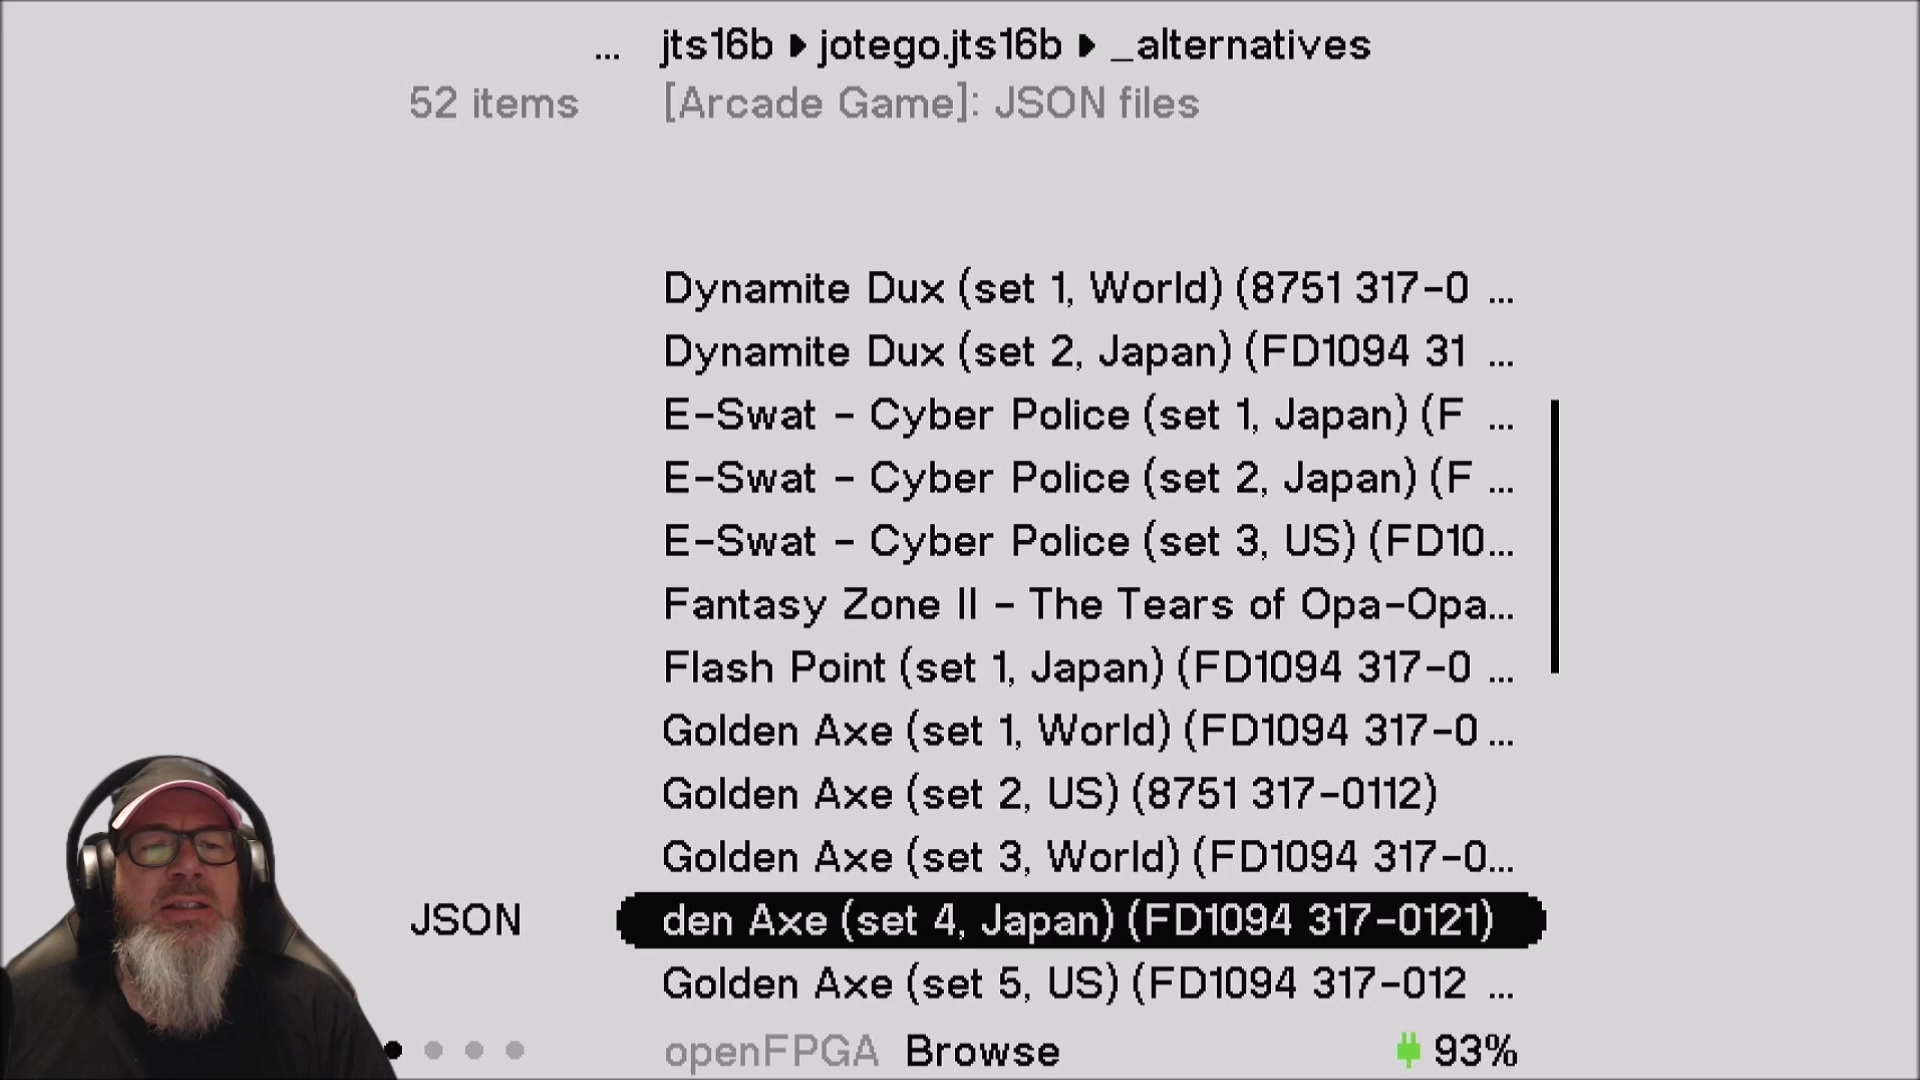 ... jts16b ▶ jotego.jts16b ▶ _alternatives
52 items [Arcade Game]: JSON files
Dynamite Dux (set 1, World) (8751 317-0 ...
Dynamite Dux (set 2, Japan) (FD1094 31 ...
E-Swat - Cyber Police (set 1, Japan) (F ...
E-Swat - Cyber Police (set 2, Japan) (F ...
E-Swat - Cyber Police (set 3, US) (FD10...
Fantasy Zone II - The Tears of Opa-Opa...
Flash Point (set 1, Japan) (FD1094 317-0 ...
Golden Axe (set 1, World) (FD1094 317-0 ...
Golden Axe (set 2, US) (8751 317-0112)
Golden Axe (set 3, World) (FD1094 317-0...
JSON den Axe (set 4, Japan) (FD1094 317-0121)
Golden Axe (set 5, US) (FD1094 317-012 ...
openFPGA Browse 93%